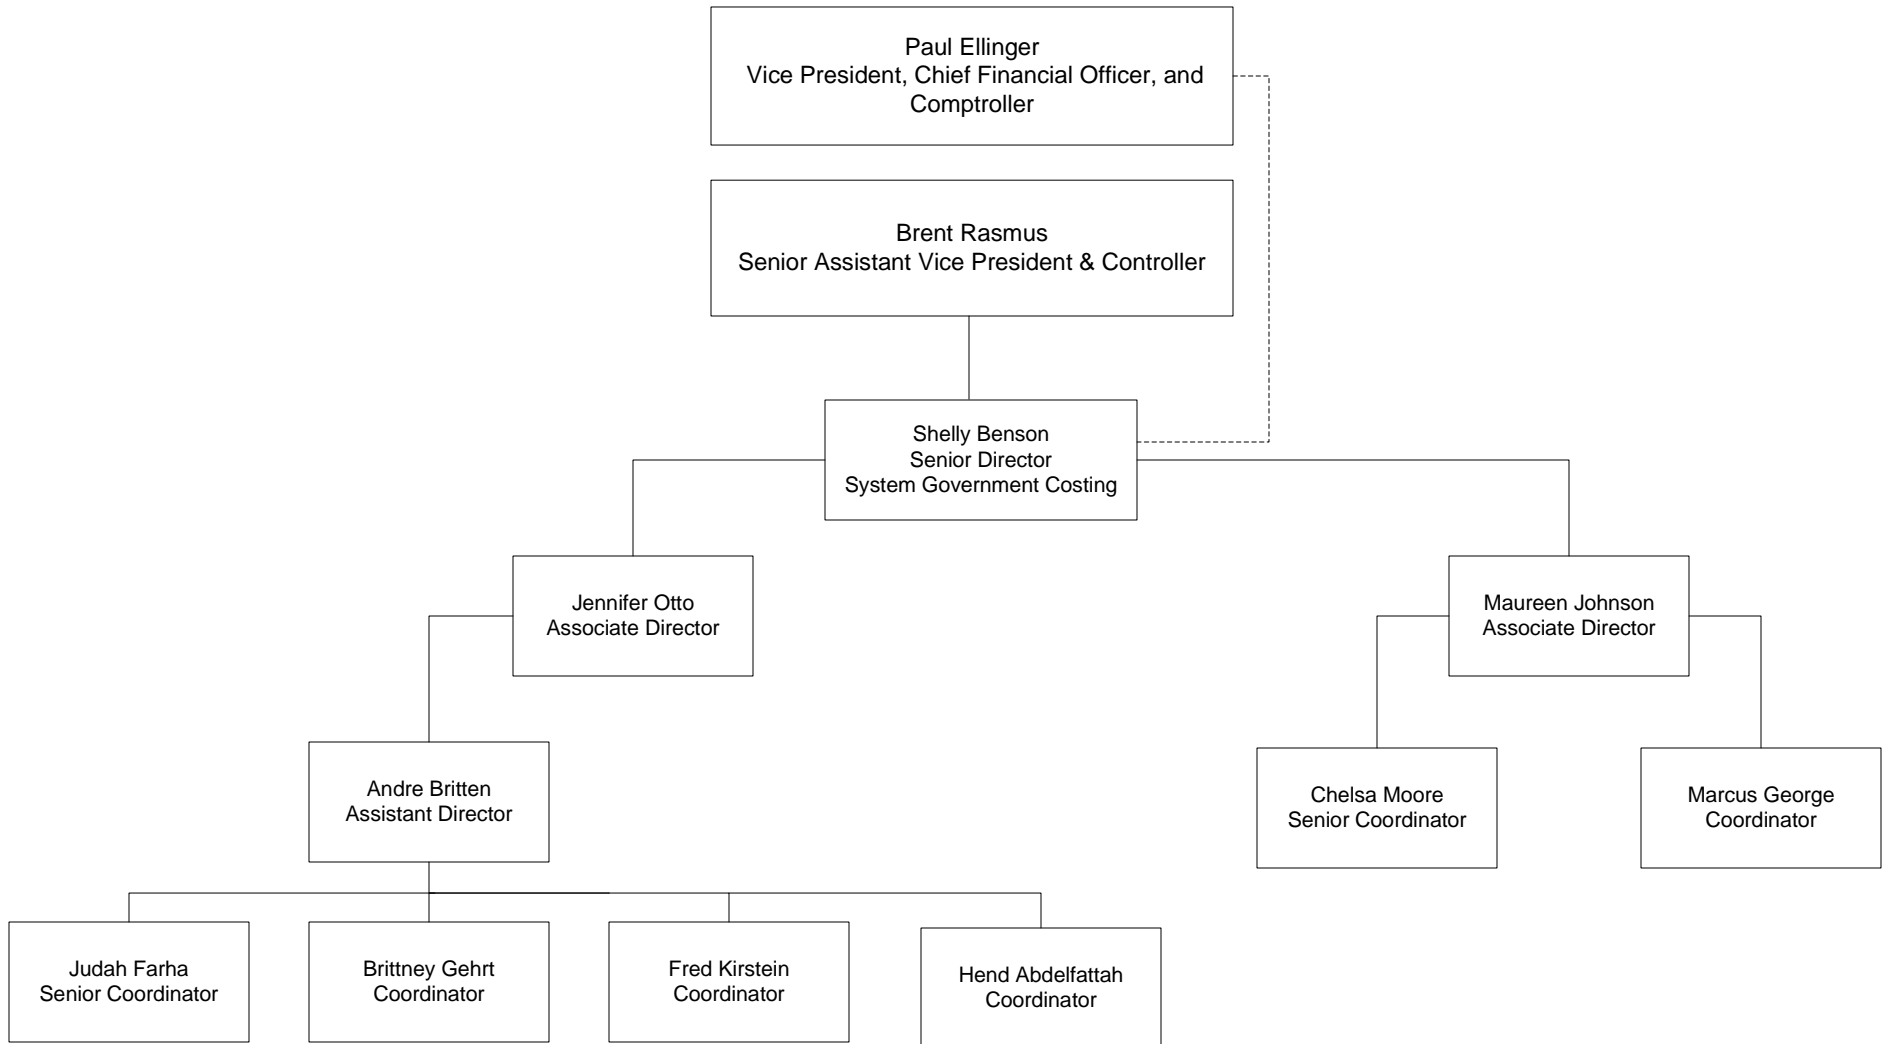 Paul Ellinger
Vice President, Chief Financial Officer, and
Comptroller
Brent Rasmus
Senior Assistant Vice President & Controller
Shelly Benson
Senior Director
System Government Costing
Jennifer Otto
Associate Director
Maureen Johnson
Associate Director
Andre Britten
Assistant Director
Chelsa Moore
Senior Coordinator
Marcus George
Coordinator
Judah Farha
Senior Coordinator
Brittney Gehrt
Coordinator
Fred Kirstein
Coordinator
Hend Abdelfattah
Coordinator